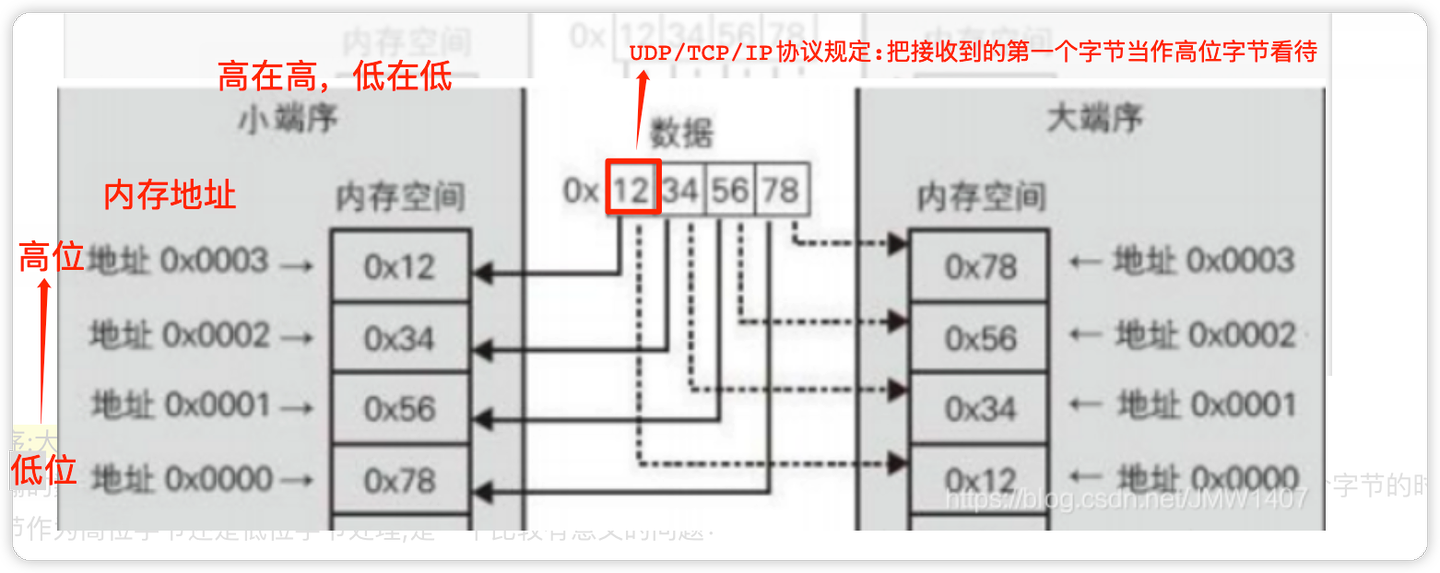 内存空间
0x 12 34 56 78
内存空间
UDP/TCP/IP协议规定:把接收到的第一个字节当作高位字节看待
高在高，低在低
小端序
数据
大端序
内存地址
内存空间
0x 12 34 56 78
内存空间
高位
地址 0x0003 →
0x12
0x78
← 地址 0x0003
地址 0x0002 →
0x34
0x56
← 地址 0x0002
地址 0x0001 →
0x56
0x34
← 地址 0x0001
序:大
低位
地址 0x0000 →
0x78
0x12
← 地址 0x0000
https://blog.csdn.net/JMW1407
个字节的时
节作为高位字节还是低位字节处理,是一个比较有意义的问题?